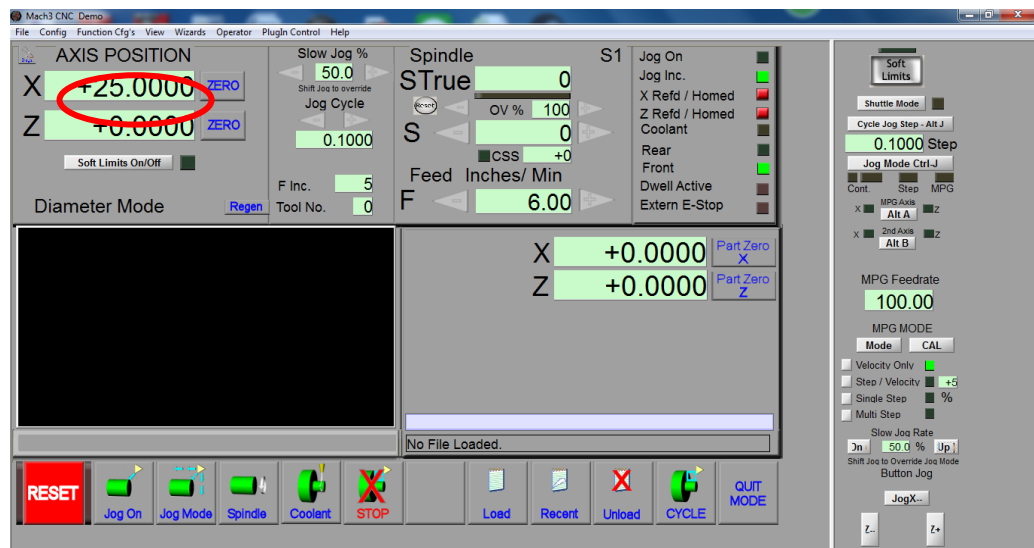 Mach3 CNC Demo
File Config Function Cfg's View Wizards Operator PlugIn Control Help
AXIS POSITION
X +25.0000 ZERO
Z +0.0000 ZERO
Soft Limits On/Off
Diameter Mode Regen
Slow Jog %
50.0
Shift Jog to override
Jog Cycle
0.1000
F Inc. 5
Tool No. 0
Spindle S1
STrue 0
Reset OV % 100
S 0
CSS +0
Feed Inches/ Min
F 6.00
Jog On
Jog Inc.
X Refd / Homed
Z Refd / Homed
Coolant
Rear
Front
Dwell Active
Extern E-Stop
X +0.0000 Part Zero X
Z +0.0000 Part Zero Z
No File Loaded.
RESET
Jog On
Jog Mode
Spindle
Coolent
STOP
Load
Recent
Unload
CYCLE
QUIT
MODE
Soft
Limits
Shuttle Mode
Cycle Jog Step - Alt J
0.1000 Step
Jog Mode Ctrl-J
Cont. Step MPG
MPG Axis
X Alt A Z
2nd Axis
X Alt B Z
MPG Feedrate
100.00
MPG MODE
Mode CAL
Velocity Only
Step / Velocity +5
Single Step %
Multi Step
Slow Jog Rate
50.0 % Up
Shift Jog to Override Jog Mode
Button Jog
JogX--
Z-- Z+